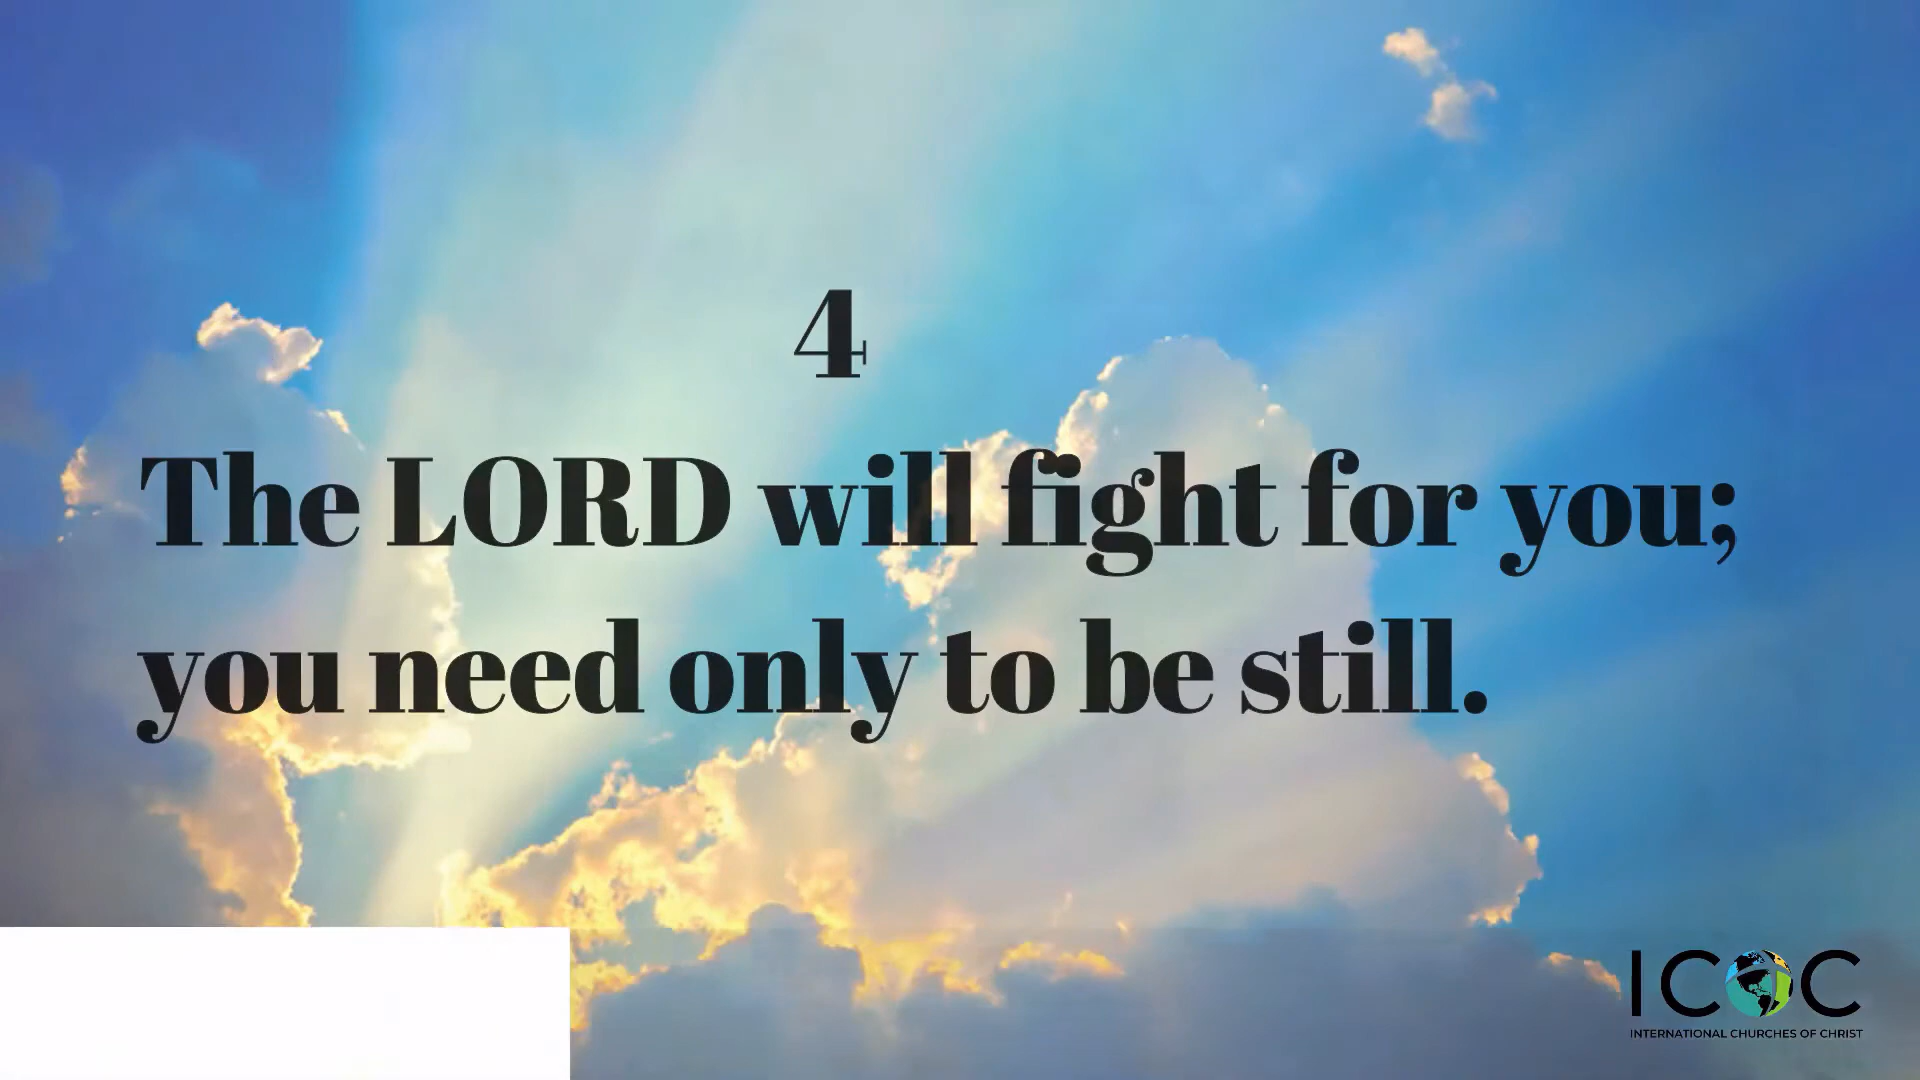 4
The LORD will fight for you;
you need only to be still.
ICOC
INTERNATIONAL CHURCHES OF CHRIST